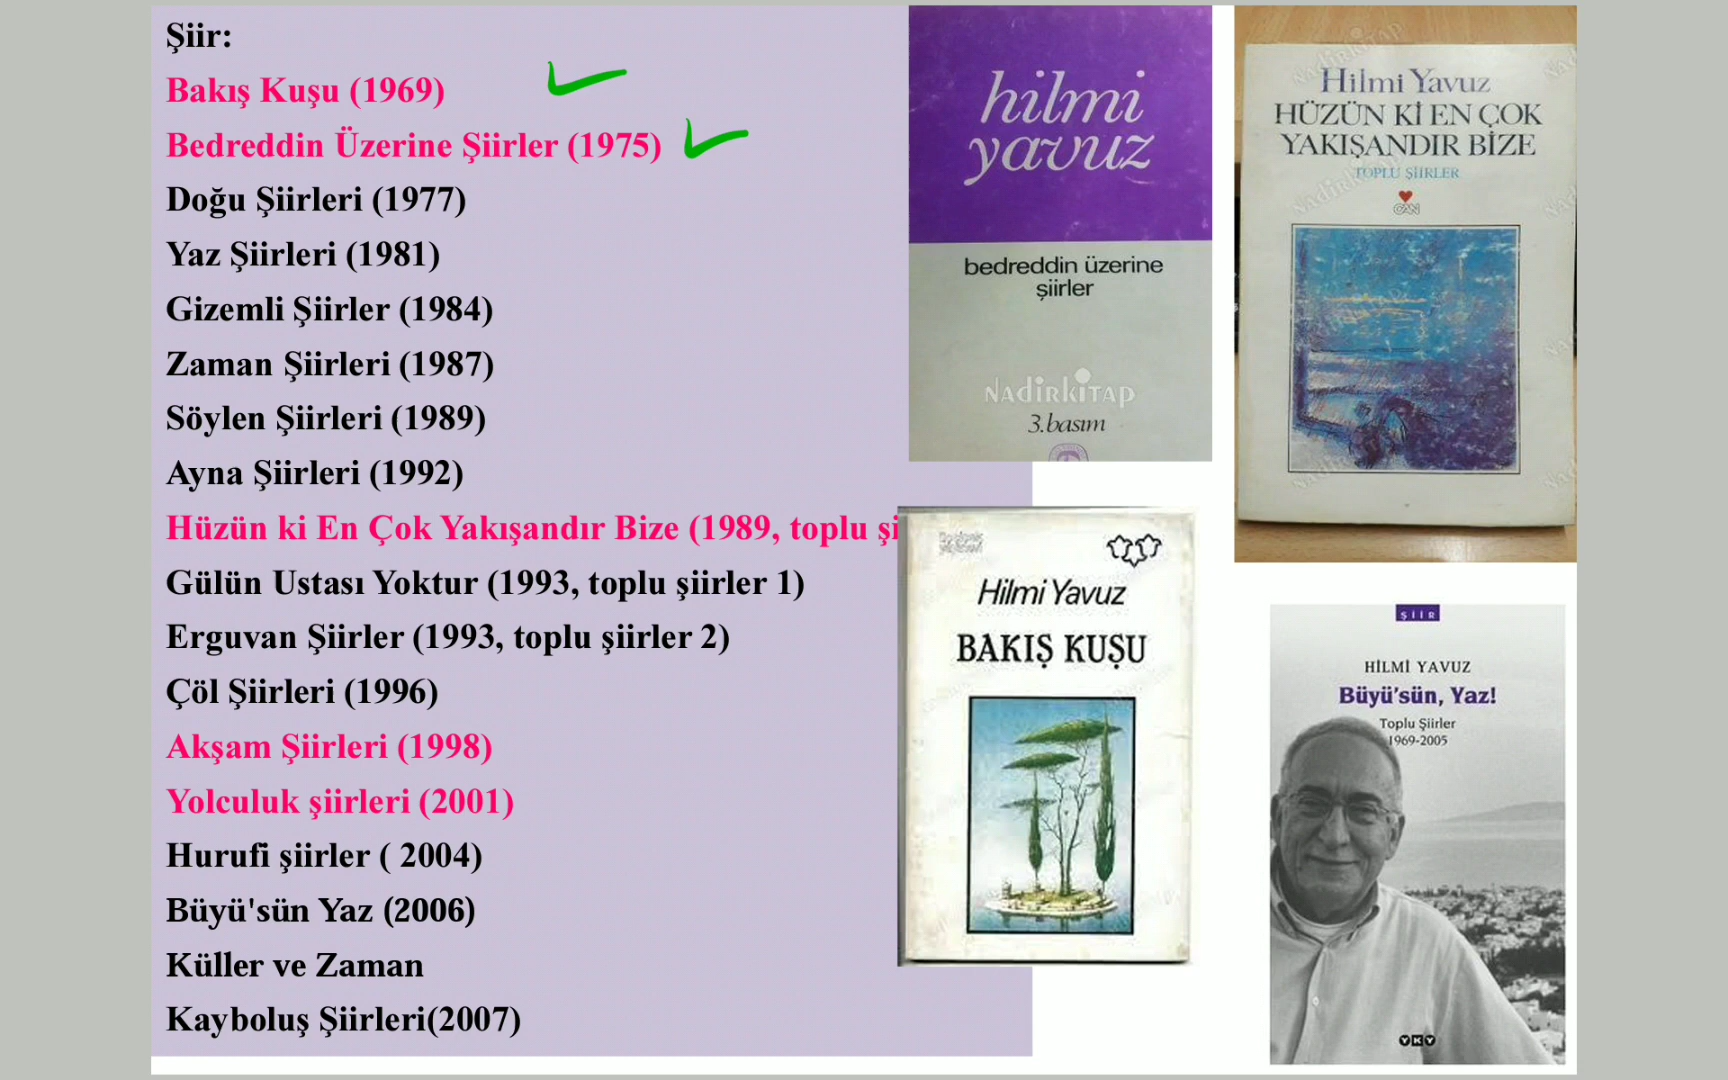 Şiir:
Bakış Kuşu (1969)
Bedreddin Üzerine Şiirler (1975)
Doğu Şiirleri (1977)
Yaz Şiirleri (1981)
Gizemli Şiirler (1984)
Zaman Şiirleri (1987)
Söylen Şiirleri (1989)
Ayna Şiirleri (1992)
Hüzün ki En Çok Yakışandır Bize (1989, toplu şi
Gülün Ustası Yoktur (1993, toplu şiirler 1)
Erguvan Şiirler (1993, toplu şiirler 2)
Çöl Şiirleri (1996)
Akşam Şiirleri (1998)
Yolculuk şiirleri (2001)
Hurufi şiirler ( 2004)
Büyü'sün Yaz (2006)
Küller ve Zaman
Kayboluş Şiirleri(2007)
hilmi
yavuz
bedreddin üzerine
şiirler
NADİRKİTAP
3.basım
Hilmi Yavuz
HÜZÜN Kİ EN ÇOK
YAKIŞANDIR BİZE
TOPLU ŞİİRLER
CAN
Hilmi Yavuz
BAKIŞ KUŞU
ŞİİR
HİLMİ YAVUZ
Büyü'sün, Yaz!
Toplu Şiirler
1969-2005
YKY